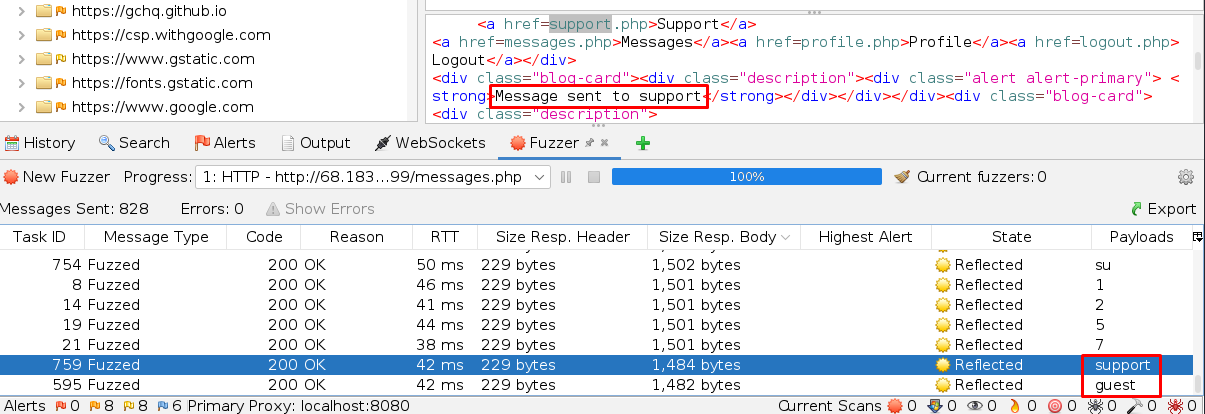 https://gchq.github.io
https://csp.withgoogle.com
https://www.gstatic.com
https://fonts.gstatic.com
https://www.google.com
<a href=support.php>Support</a>
<a href=messages.php>Messages</a><a href=profile.php>Profile</a><a href=logout.php>
Logout</a></div>
<div class="blog-card"><div class="description"><div class="alert alert-primary"> <
strong>Message sent to support</strong></div></div></div><div class="blog-card">
<div class="description">
History Search Alerts Output WebSockets Fuzzer
New Fuzzer Progress: 1: HTTP - http://68.183...99/messages.php 100% Current fuzzers: 0
Messages Sent: 828 Errors: 0 Show Errors Export
Task ID Message Type Code Reason RTT Size Resp. Header Size Resp. Body Highest Alert State Payloads
754 Fuzzed 200 OK 50 ms 229 bytes 1,502 bytes Reflected su
8 Fuzzed 200 OK 46 ms 229 bytes 1,501 bytes Reflected 1
14 Fuzzed 200 OK 41 ms 229 bytes 1,501 bytes Reflected 2
19 Fuzzed 200 OK 44 ms 229 bytes 1,501 bytes Reflected 5
21 Fuzzed 200 OK 38 ms 229 bytes 1,501 bytes Reflected 7
759 Fuzzed 200 OK 42 ms 229 bytes 1,484 bytes Reflected support
595 Fuzzed 200 OK 42 ms 229 bytes 1,482 bytes Reflected guest
Alerts 0 8 8 6 Primary Proxy: localhost:8080 Current Scans 0 0 0 0 0 0 0 0